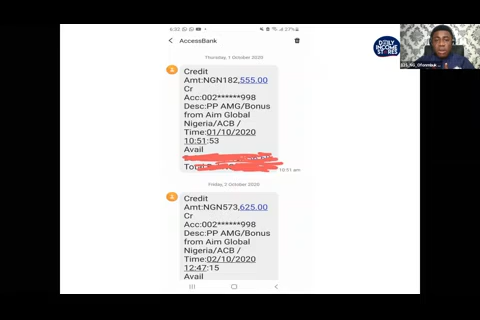 6:32
27%
AccessBank
Thursday, 1 October 2020
Credit
Amt:NGN182,555.00
Cr
Acc:002******998
Desc:PP AMG/Bonus
from Aim Global
Nigeria/ACB /
Time:01/10/2020
10:51:53
Avail
Total
10:51 am
Friday, 2 October 2020
Credit
Amt:NGN573,625.00
Cr
Acc:002******998
Desc:PP AMG/Bonus
from Aim Global
Nigeria/ACB /
Time:02/10/2020
12:47:15
Avail
DAILY
INCOME